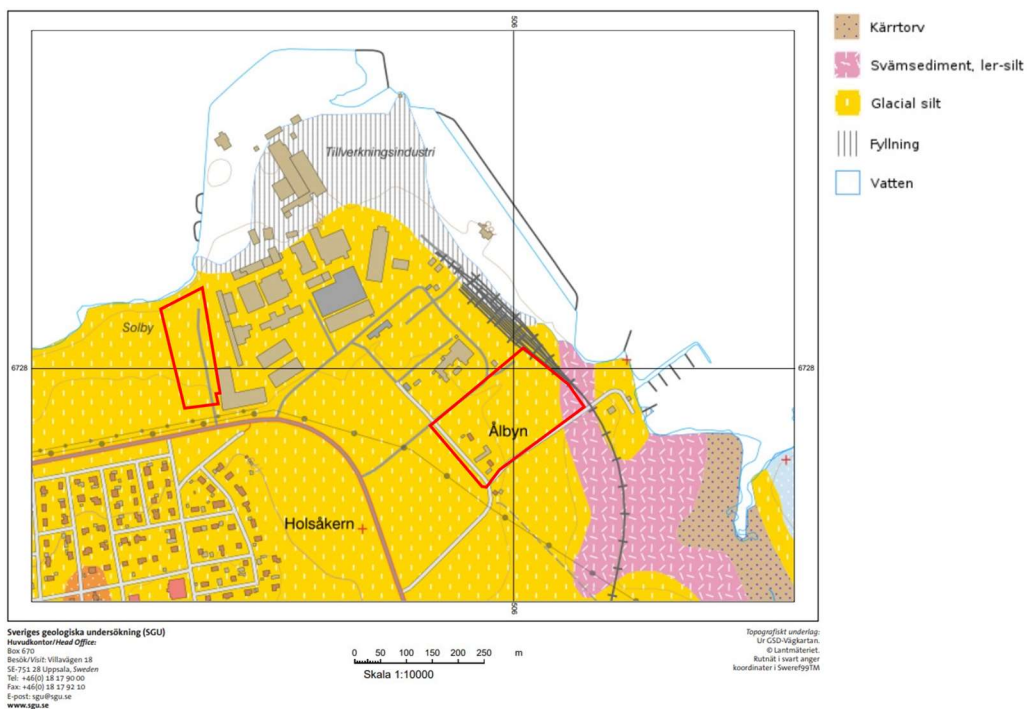 506
Kärrtorv
Svämsediment, ler-silt
Glacial silt
Fyllning
Vatten
Tillverkningsindustri
Solby
6728
6728
Ålbyn
Holsåkern
506
Sveriges geologiska undersökning (SGU)
Huvudkontor/Head Office:
Box 670
Besök/Visit: Villavägen 18
SE-751 28 Uppsala, Sweden
Tel: +46(0) 18 17 90 00
Fax: +46(0) 18 17 92 10
E-post: sgu@sgu.se
www.sgu.se
0 50 100 150 200 250 m
Skala 1:10000
Topografiskt underlag:
Ur GSD-Vägkartan.
© Lantmäteriet.
Rutnät i svart anger
koordinater i Sweref99TM